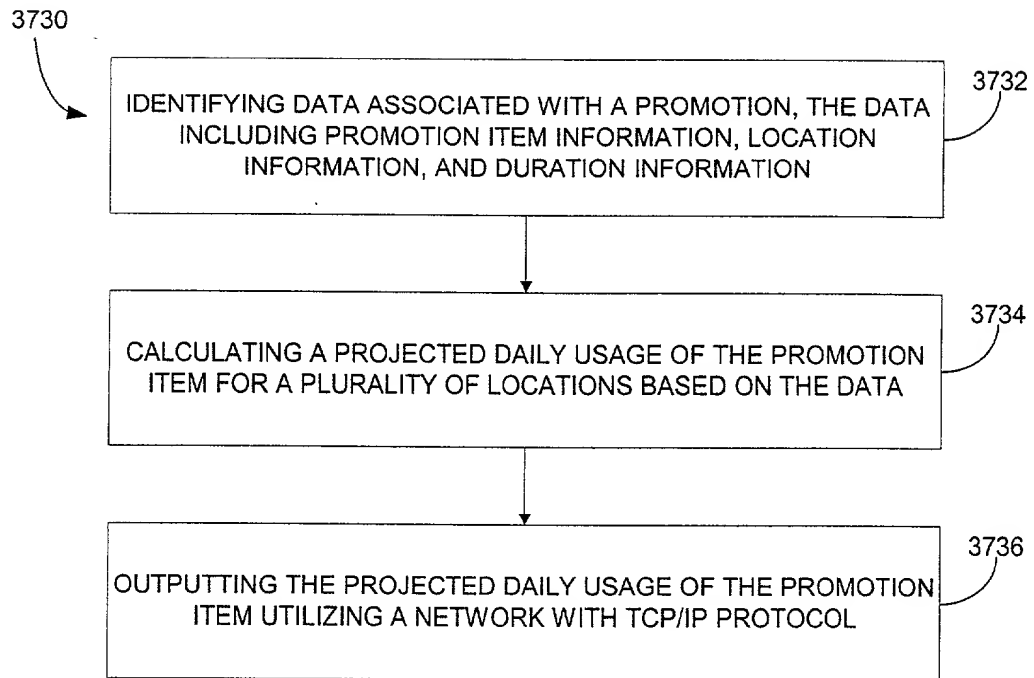 3730
3732
IDENTIFYING DATA ASSOCIATED WITH A PROMOTION, THE DATA
INCLUDING PROMOTION ITEM INFORMATION, LOCATION
INFORMATION, AND DURATION INFORMATION
3734
CALCULATING A PROJECTED DAILY USAGE OF THE PROMOTION
ITEM FOR A PLURALITY OF LOCATIONS BASED ON THE DATA
3736
OUTPUTTING THE PROJECTED DAILY USAGE OF THE PROMOTION
ITEM UTILIZING A NETWORK WITH TCP/IP PROTOCOL